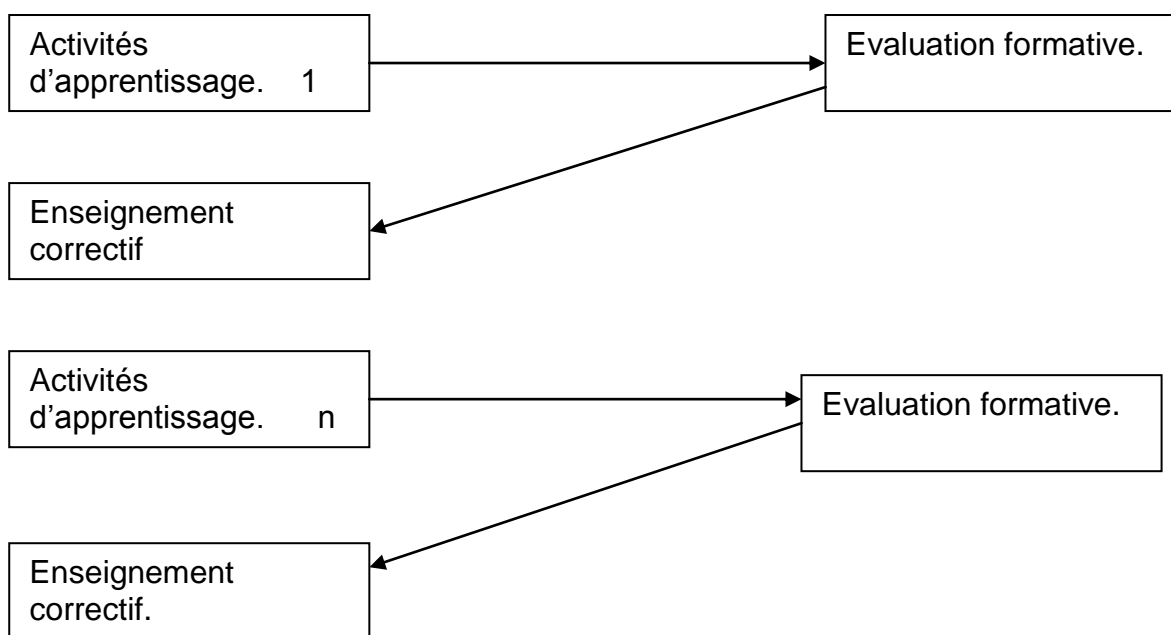 Activités
d’apprentissage. 1
Evaluation formative.
Enseignement
correctif
Activités
d’apprentissage. n
Evaluation formative.
Enseignement
correctif.